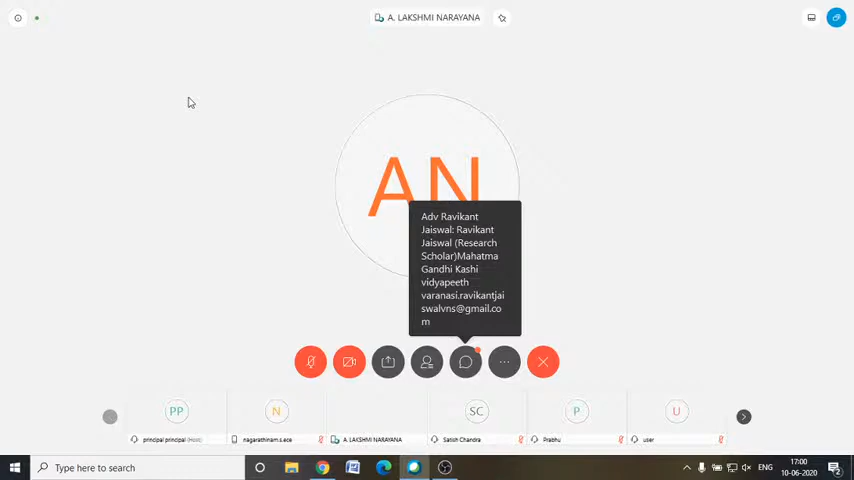 A. LAKSHMI NARAYANA
AN
Adv Ravikant
Jaiswal: Ravikant
Jaiswal (Research
Scholar)Mahatma
Gandhi Kashi
vidyapeeth
varanasi.ravikantjai
swalvns@gmail.co
m
PP
N
SC
P
U
principal principal (Host)
nagarathinam.s.ece
A. LAKSHMI NARAYANA
Satish Chandra
Prabhu
user
Type here to search
ENG
17:00
10-06-2020
2